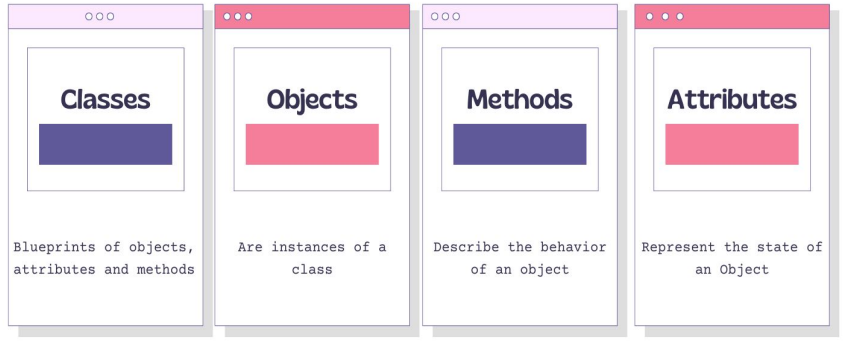 Classes
Blueprints of objects,
attributes and methods
Objects
Are instances of a
class
Methods
Describe the behavior
of an object
Attributes
Represent the state of
an Object